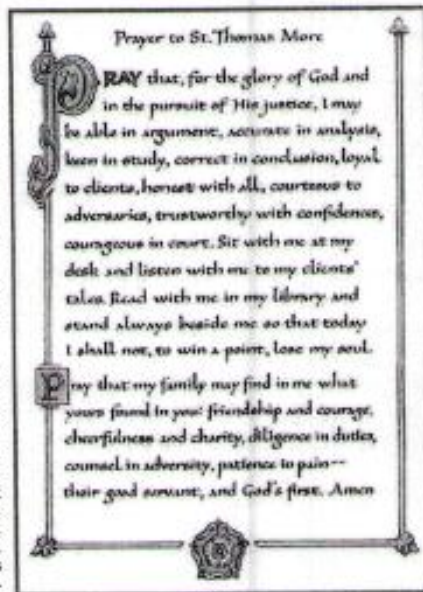 Prayer to St. Thomas More
PRAY that, for the glory of God and
in the pursuit of His justice, I may
be able in argument, accurate in analysis,
keen in study, correct in conclusion, loyal
to clients, honest with all, courteous to
adversaries, trustworthy with confidences,
courageous in court. Sit with me at my
desk and listen with me to my clients'
tales. Read with me in my library and
stand always beside me so that today
I shall not, to win a point, lose my soul.
Pray that my family may find in me what
yours found in you: friendship and courage,
cheerfulness and charity, diligence in duties,
counsel in adversity, patience in pain--
their good servant, and God's first. Amen